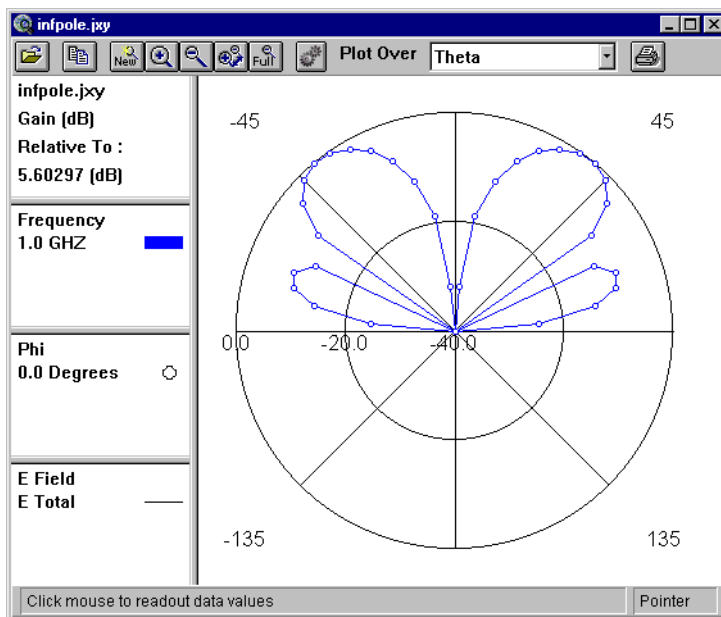 infpole.jxy
New
Full
Plot Over
Theta
infpole.jxy
Gain (dB)
Relative To :
5.60297 (dB)
Frequency
1.0 GHZ
Phi
0.0 Degrees
E Field
E Total
-45
45
0.0
-20.0
-40.0
-135
135
Click mouse to readout data values
Pointer